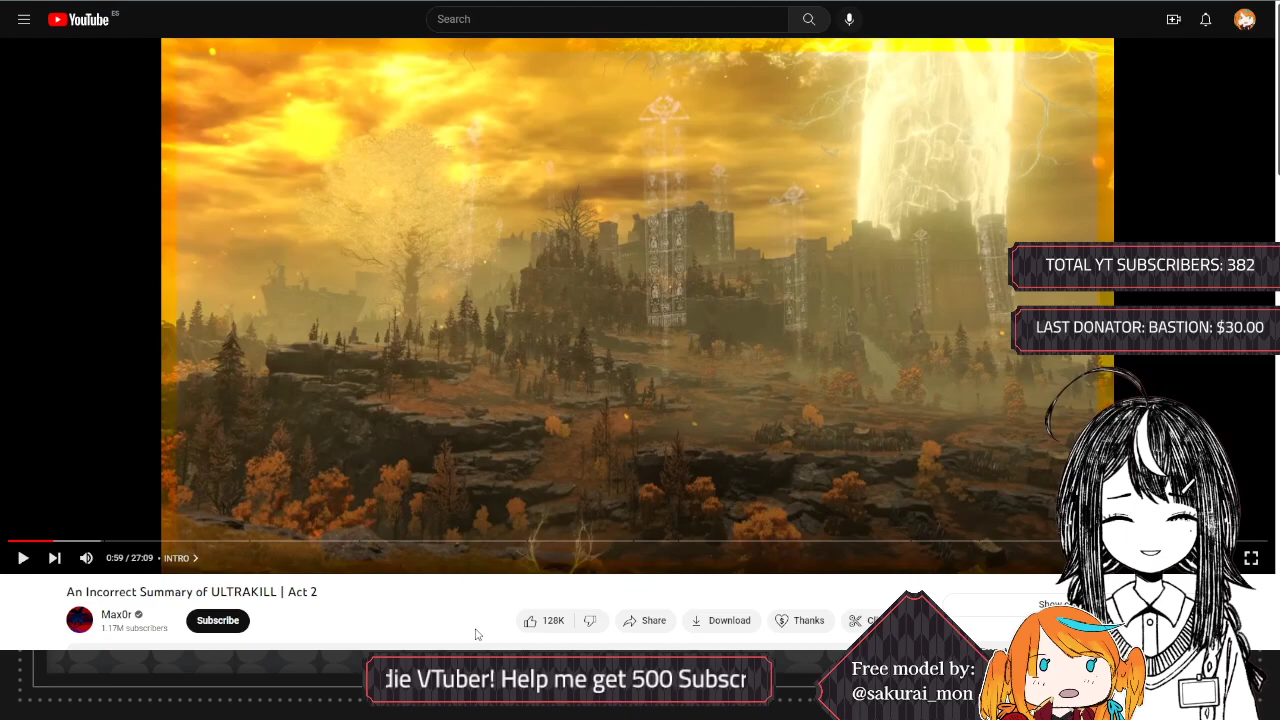 YouTube ES
Search
TOTAL YT SUBSCRIBERS: 382
LAST DONATOR: BASTION: $30.00
0:59 / 27:09 • INTRO
An Incorrect Summary of ULTRAKILL | Act 2
Max0r
1.17M subscribers
Subscribe
128K
Share
Download
Thanks
die VTuber! Help me get 500 Subscr
Free model by:
@sakurai_mon